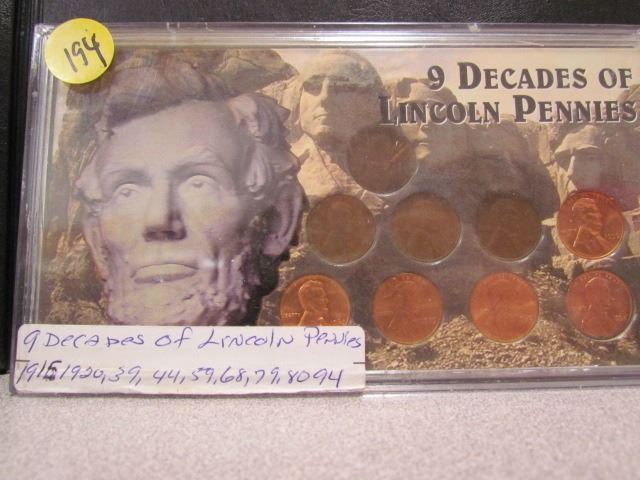 194
9 DECADES OF
LINCOLN PENNIES
9 Decades of Lincoln Pennies
1915 1920, 39, 44, 59, 68, 79, 80 94